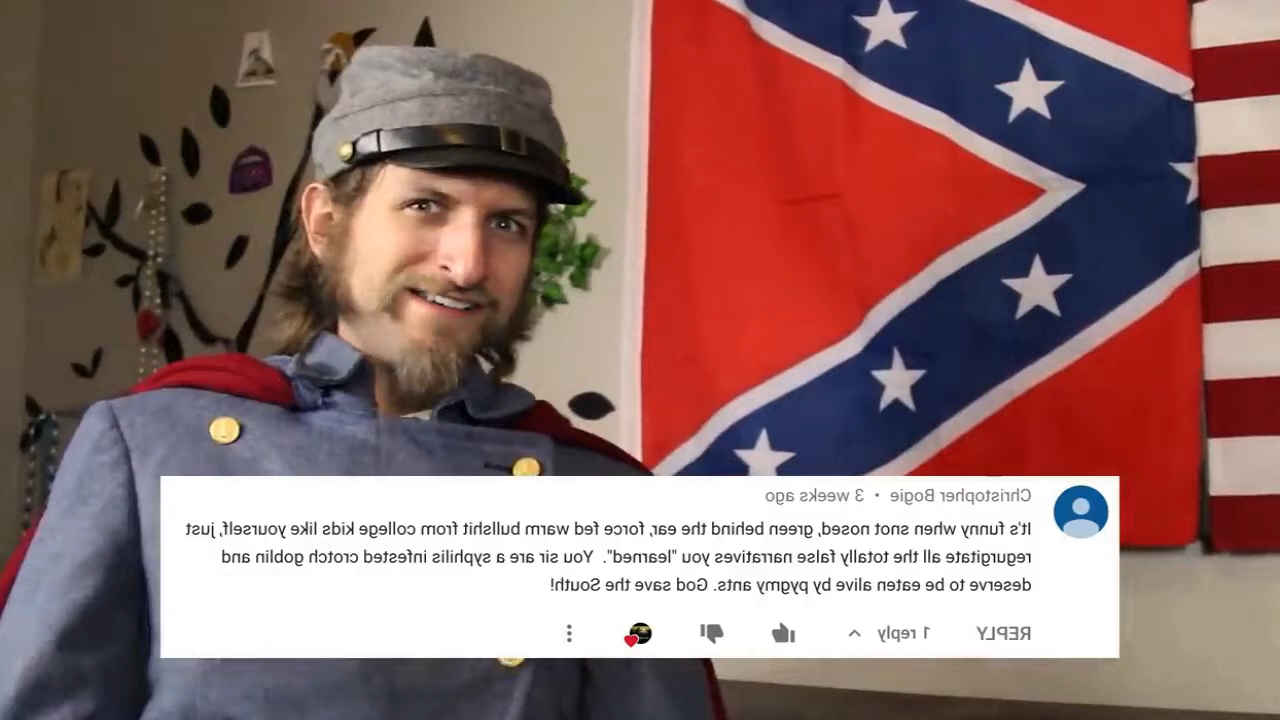 Christopher Bogie • 3 weeks ago
It's funny when snot nosed, green behind the ear, force fed warm bullshit from college kids like yourself, just
regurgitate all the totally false narratives you "learned". You sir are a syphilis infested crotch goblin and
deserve to be eaten alive by pygmy ants. God save the South!
REPLY 1 reply